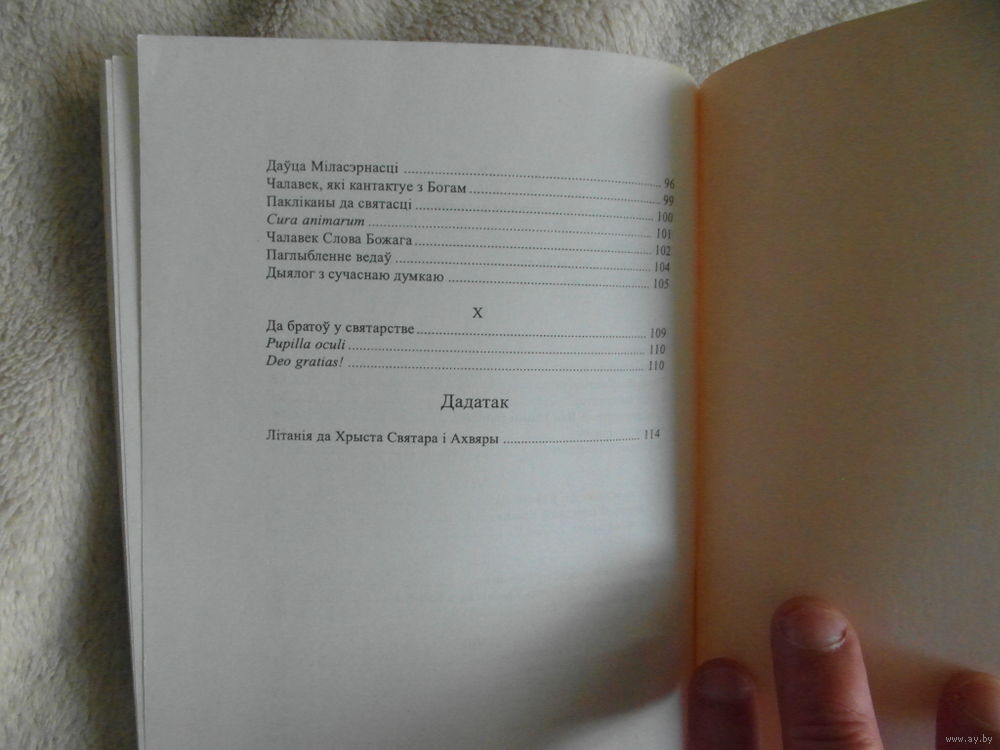 Даўца Міласэрнасці ........ 96
Чалавек, які кантактуе з Богам ........ 99
Пакліканы да святасці ........ 100
Cura animarum ........ 101
Чалавек Слова Божага ........ 102
Паглыбленне ведаў ........ 104
Дыялог з сучаснаю думкаю ........ 105
X
Да братоў у святарстве ........ 109
Pupilla oculi ........ 110
Deo gratias! ........ 110
Дадатак
Літанія да Хрыста Святара і Ахвяры ........ 114
www.ay.by